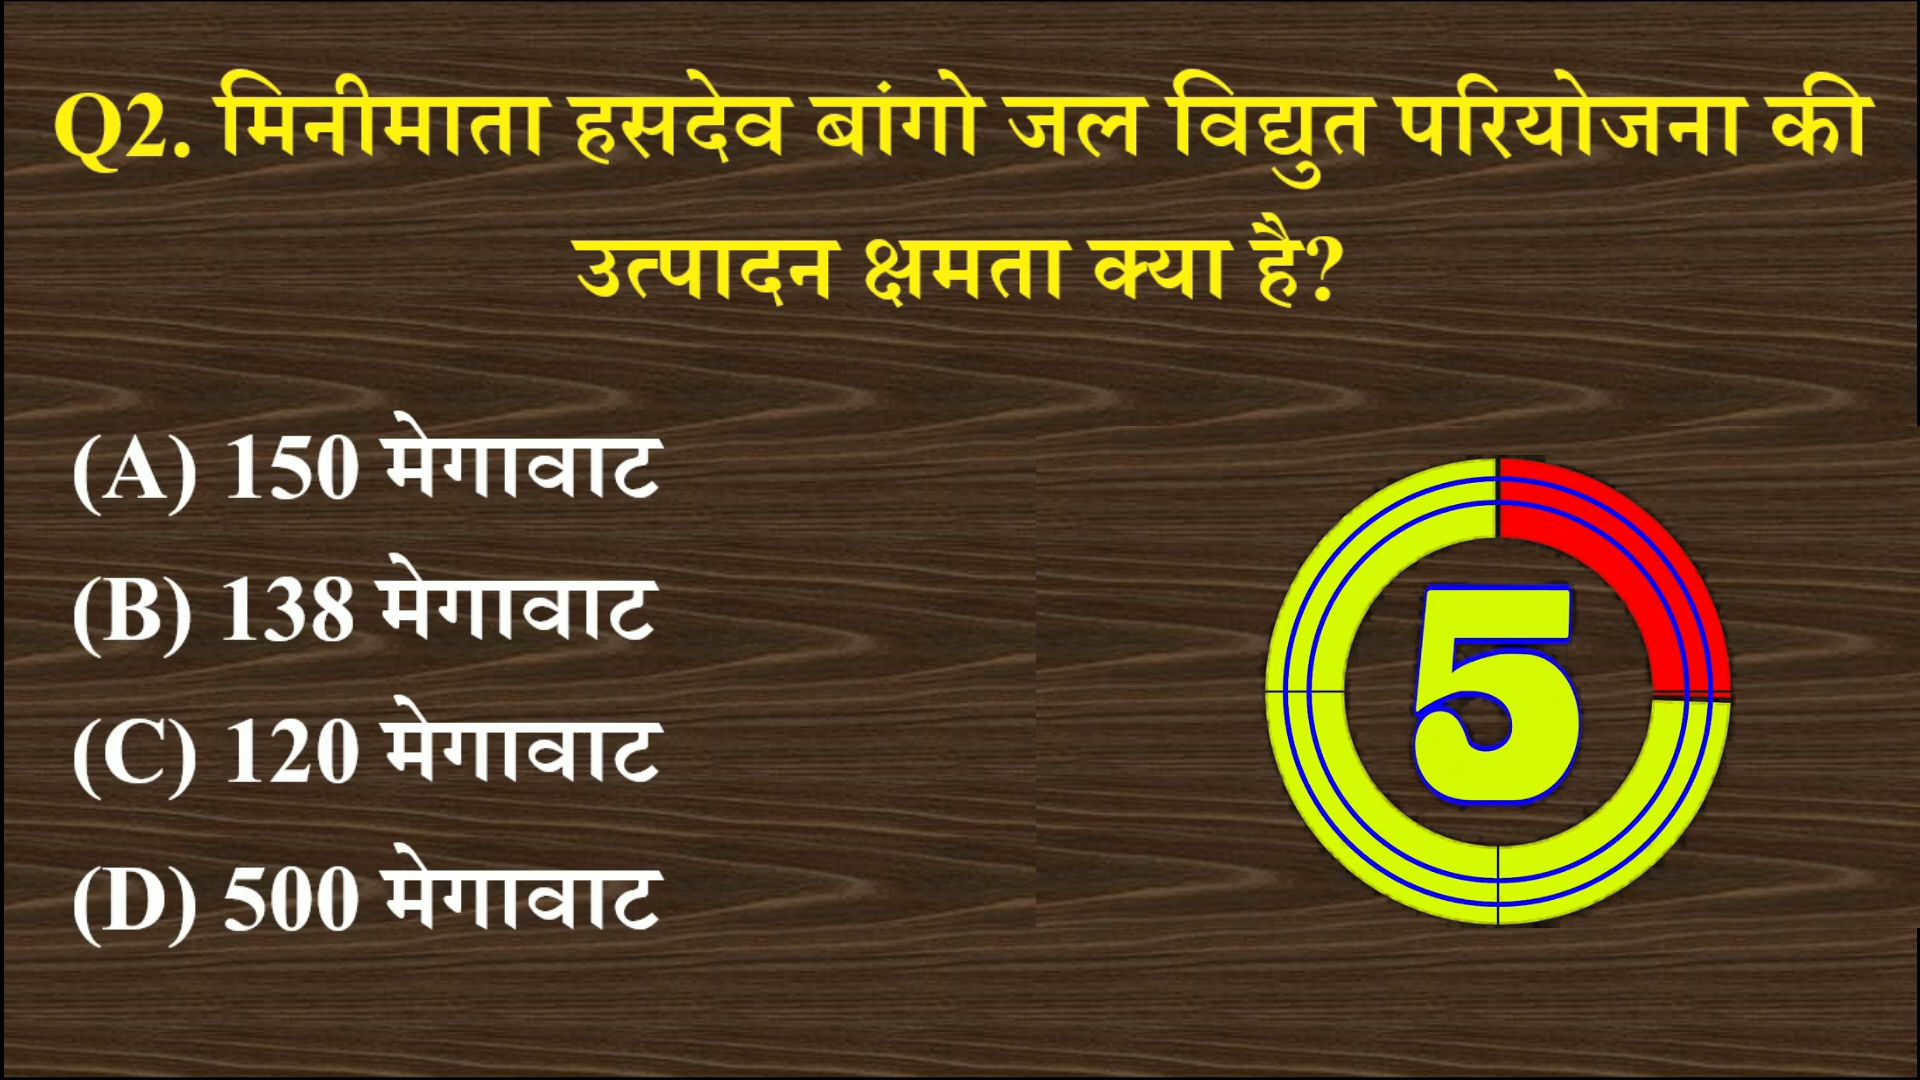 Q2. मिनीमाता हसदेव बांगो जल विद्युत परियोजना की
उत्पादन क्षमता क्या है?
(A) 150 मेगावाट
(B) 138 मेगावाट
(C) 120 मेगावाट
(D) 500 मेगावाट
5